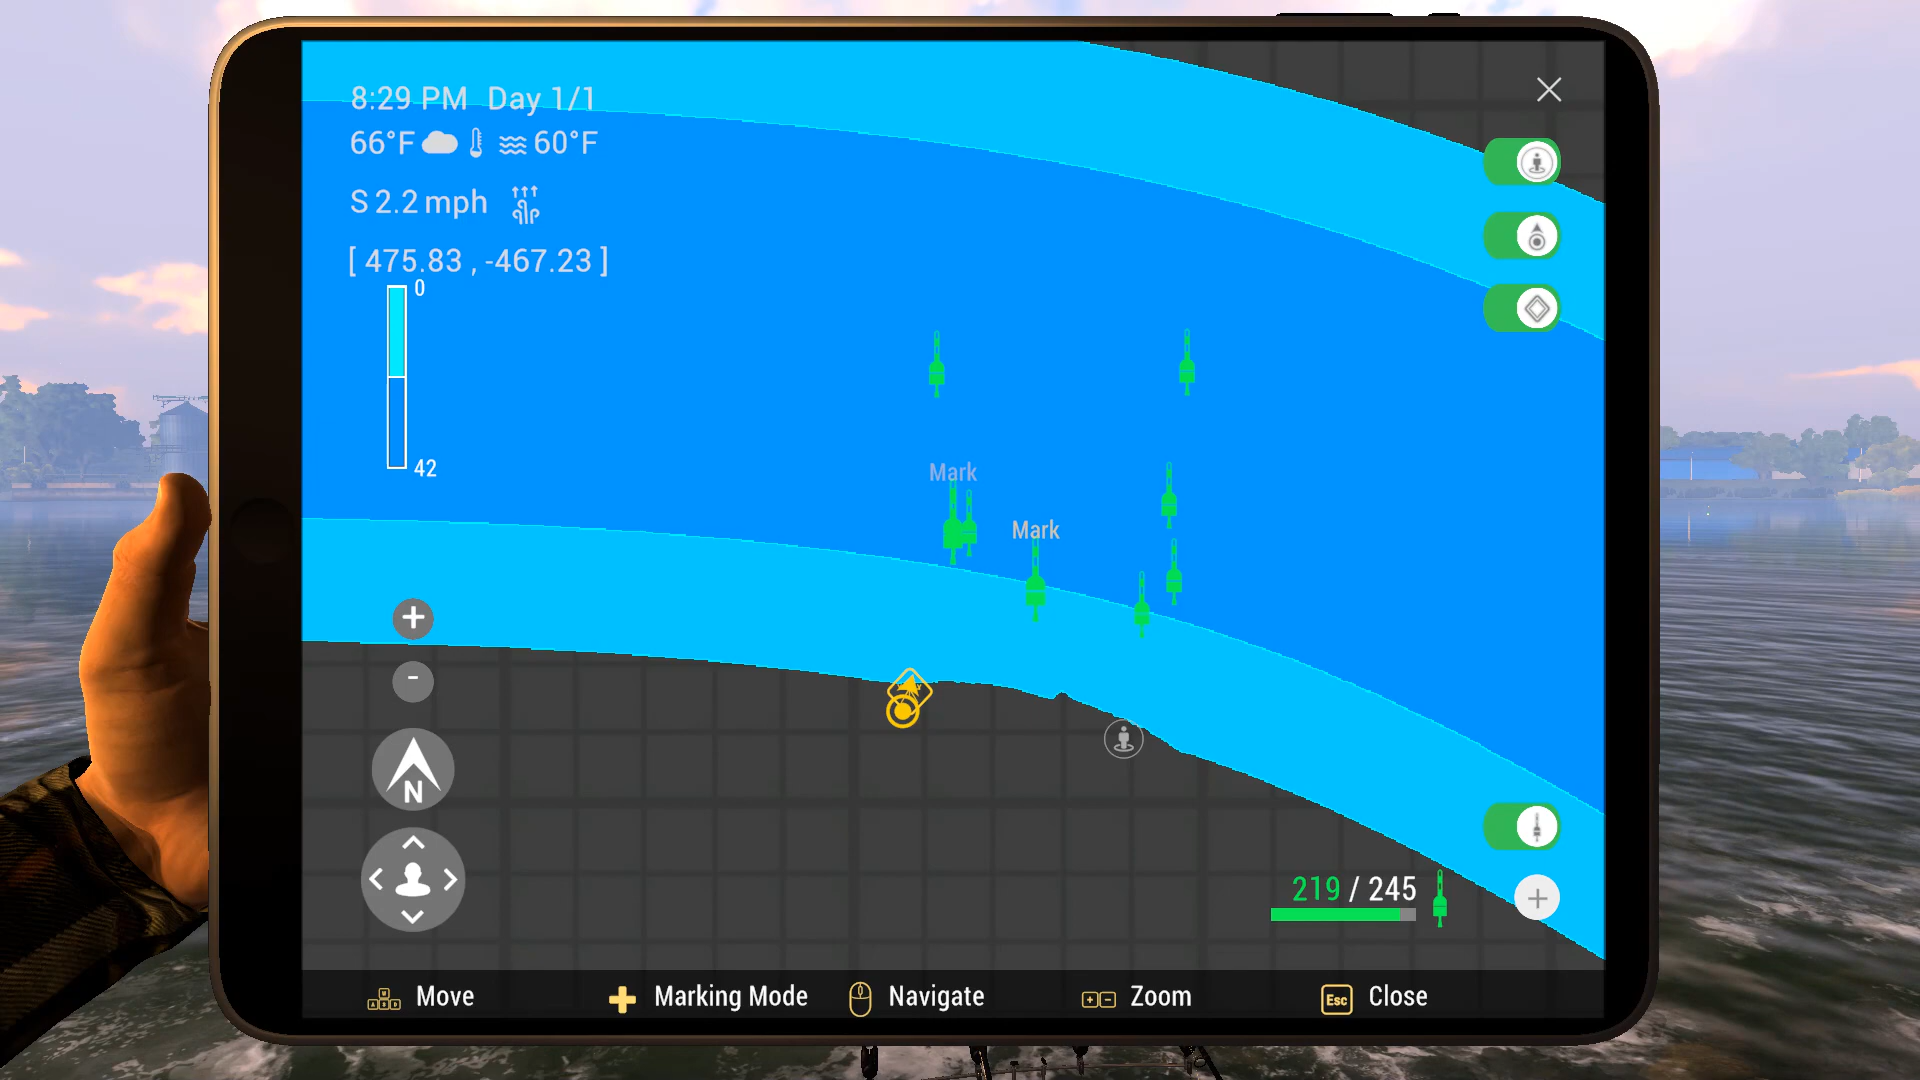 8:29 PM Day 1/1
66°F 60°F
S 2.2 mph
[ 475.83 , -467.23 ]
0
42
Mark
Mark
+
-
N
219 / 245
+
Move
Marking Mode
Navigate
Zoom
Esc Close